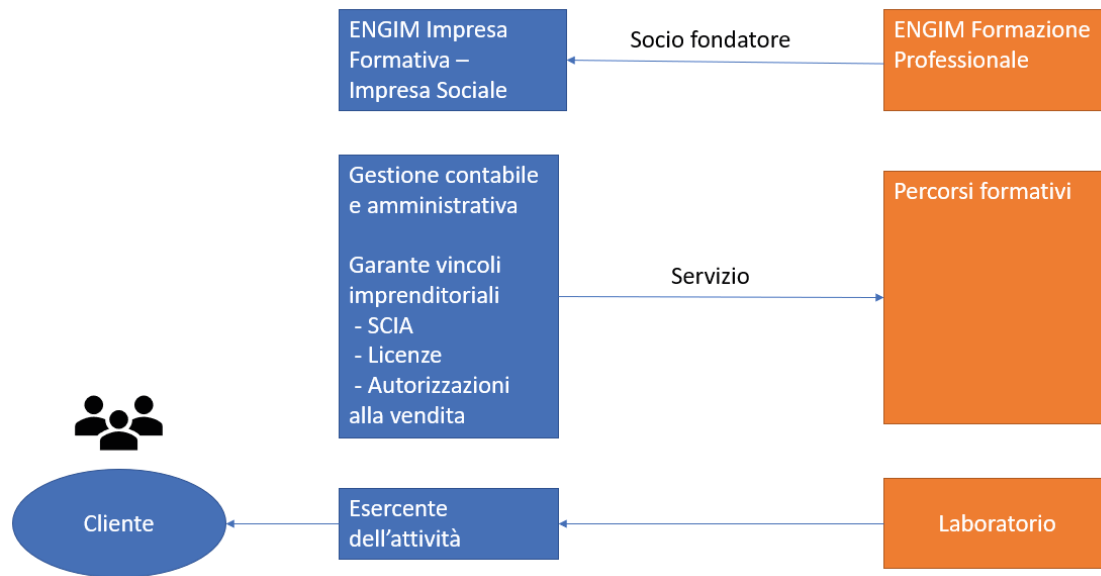 ENGIM Impresa
Formativa –
Impresa Sociale
Socio fondatore
ENGIM Formazione
Professionale
Gestione contabile
e amministrativa
Garante vincoli
imprenditoriali
- SCIA
- Licenze
- Autorizzazioni
alla vendita
Servizio
Percorsi formativi
Cliente
Esercente
dell’attività
Laboratorio